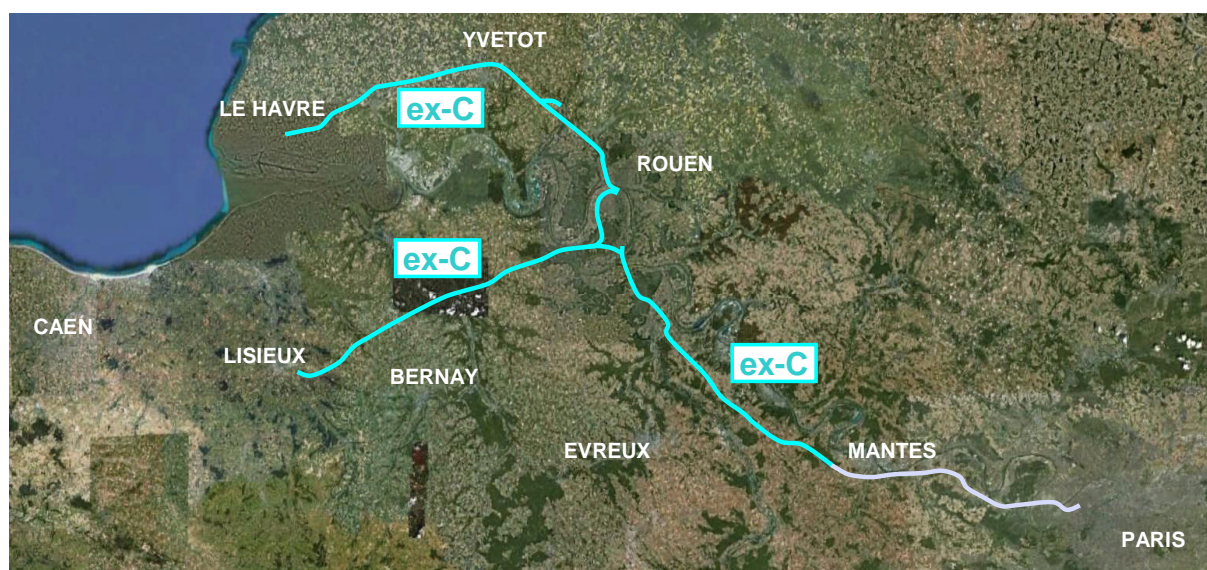 YVETOT
LE HAVRE
ex-C
ROUEN
ex-C
CAEN
LISIEUX
BERNAY
ex-C
EVREUX
MANTES
PARIS